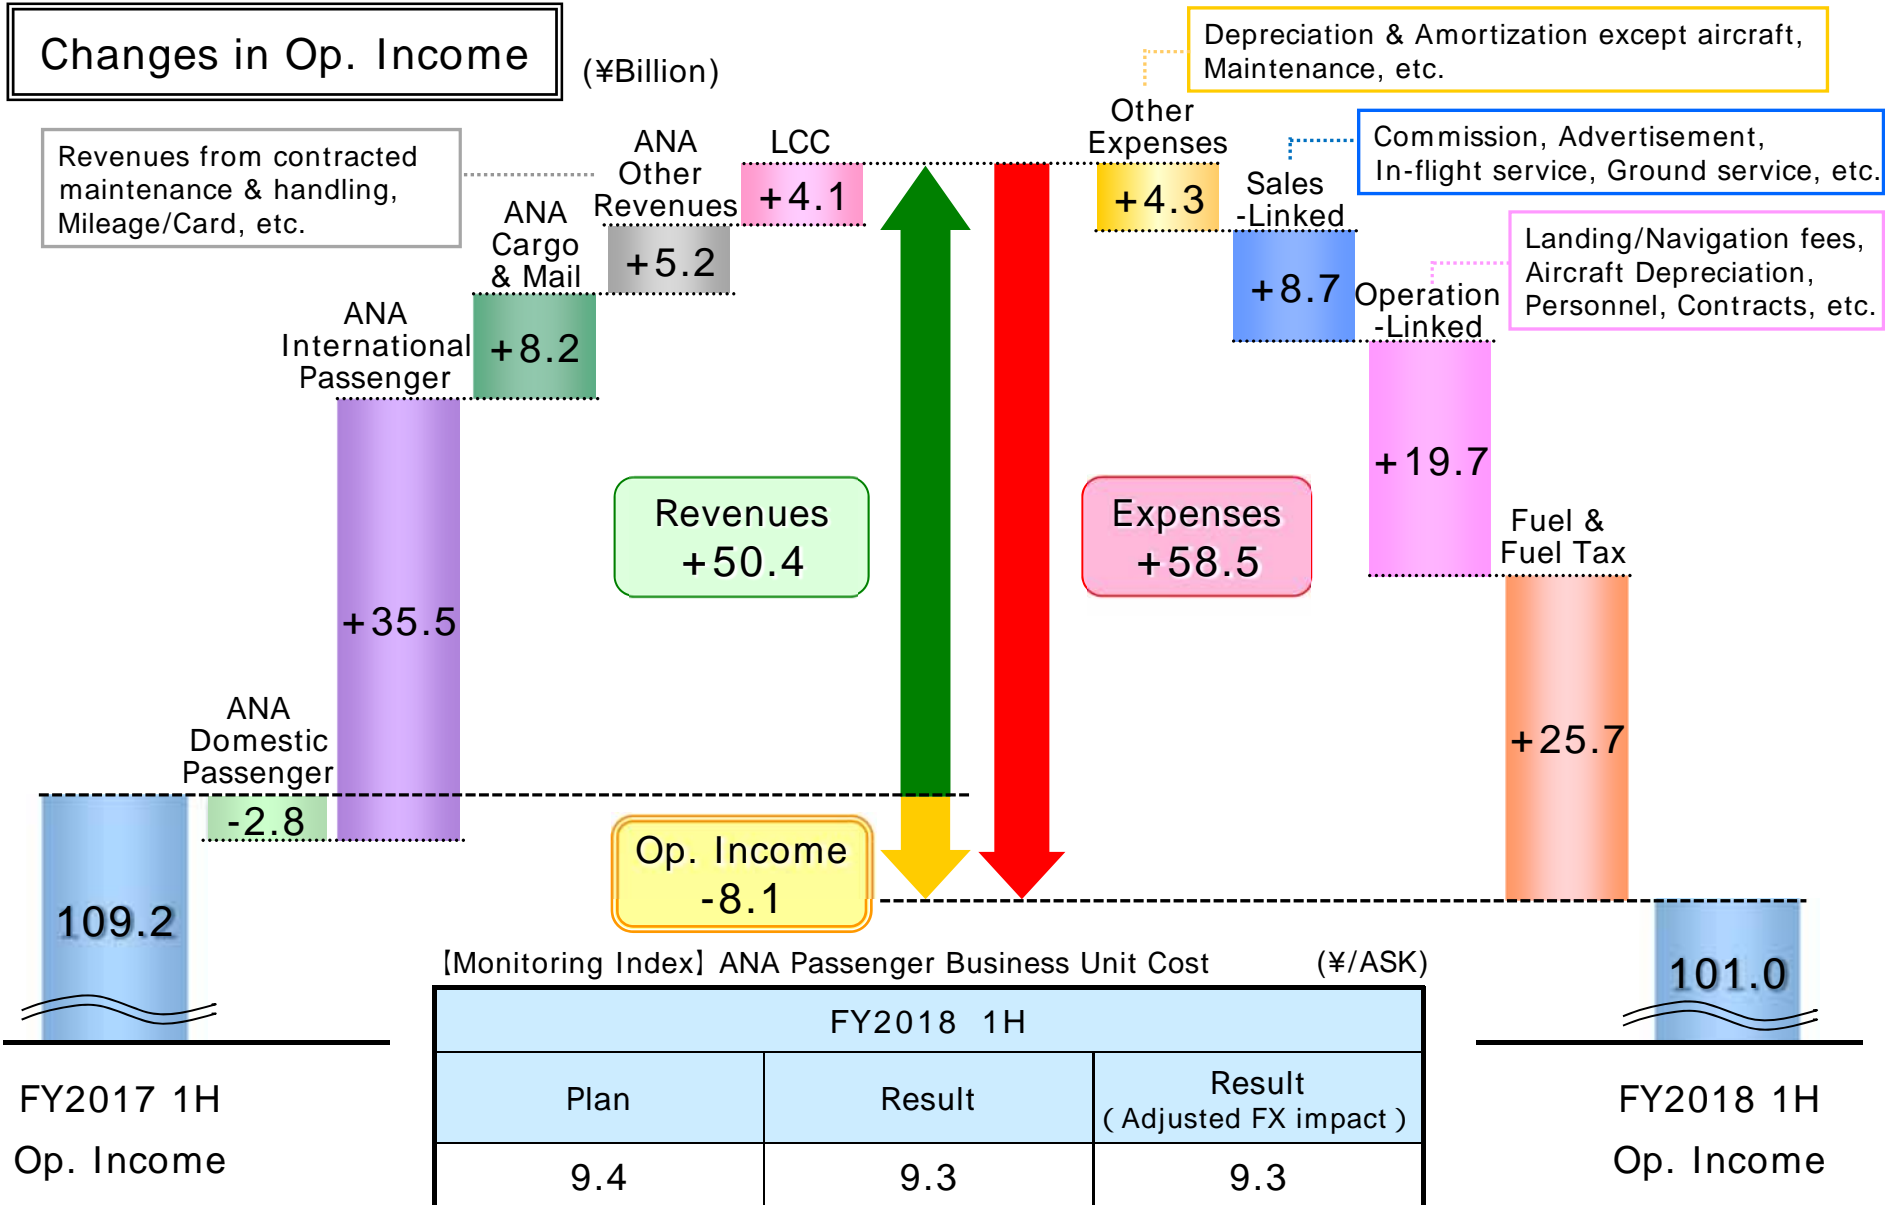 Changes in Op. Income
(¥Billion)
Depreciation & Amortization except aircraft,
Maintenance, etc.
Revenues from contracted
maintenance & handling,
Mileage/Card, etc.
ANA
Other
Revenues
+5.2
LCC
+4.1
Other
Expenses
+4.3
Commission, Advertisement,
In-flight service, Ground service, etc.
Sales
-Linked
+8.7
Landing/Navigation fees,
Aircraft Depreciation,
Personnel, Contracts, etc.
ANA
Cargo
& Mail
+8.2
ANA
International
Passenger
+35.5
Operation
-Linked
+19.7
Revenues
+50.4
Expenses
+58.5
Fuel &
Fuel Tax
+25.7
ANA
Domestic
Passenger
-2.8
Op. Income
-8.1
109.2
101.0
【Monitoring Index】 ANA Passenger Business Unit Cost
(¥/ASK)
FY2018 1H
Plan
Result
Result
(Adjusted FX impact)
9.4
9.3
9.3
FY2017 1H
Op. Income
FY2018 1H
Op. Income